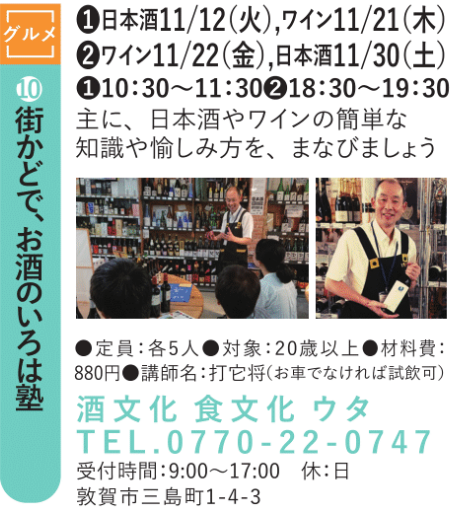 グルメ
⑩街かどで、お酒のいろは塾
❶日本酒11/12(火),ワイン11/21(木)
❷ワイン11/22(金),日本酒11/30(土)
❶10:30〜11:30❷18:30〜19:30
主に、日本酒やワインの簡単な
知識や愉しみ方を、まなびましょう
●定員:各5人●対象:20歳以上●材料費:
880円●講師名:打它将(お車でなければ試飲可)
酒文化 食文化 ウタ
TEL.0770-22-0747
受付時間:9:00〜17:00 休:日
敦賀市三島町1-4-3